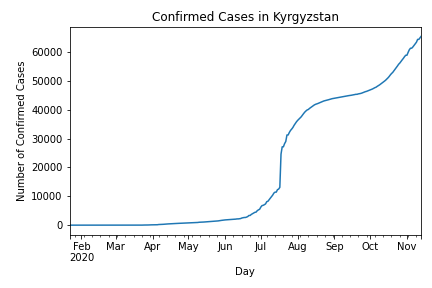 Confirmed Cases in Kyrgyzstan
Number of Confirmed Cases
60000
50000
40000
30000
20000
10000
0
Feb Mar Apr May Jun Jul Aug Sep Oct Nov
2020
Day